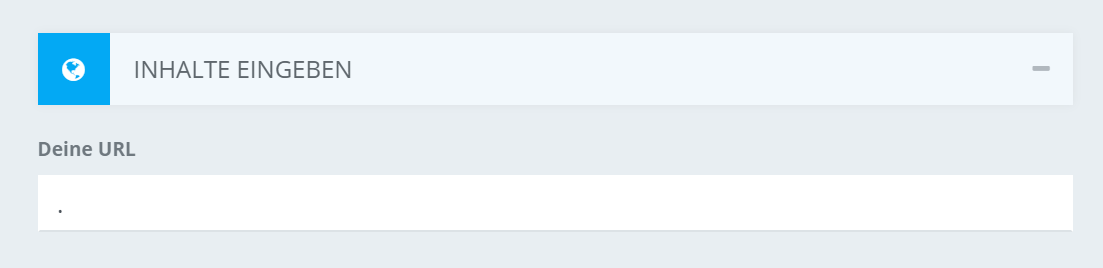 INHALTE EINGEBEN
Deine URL
.